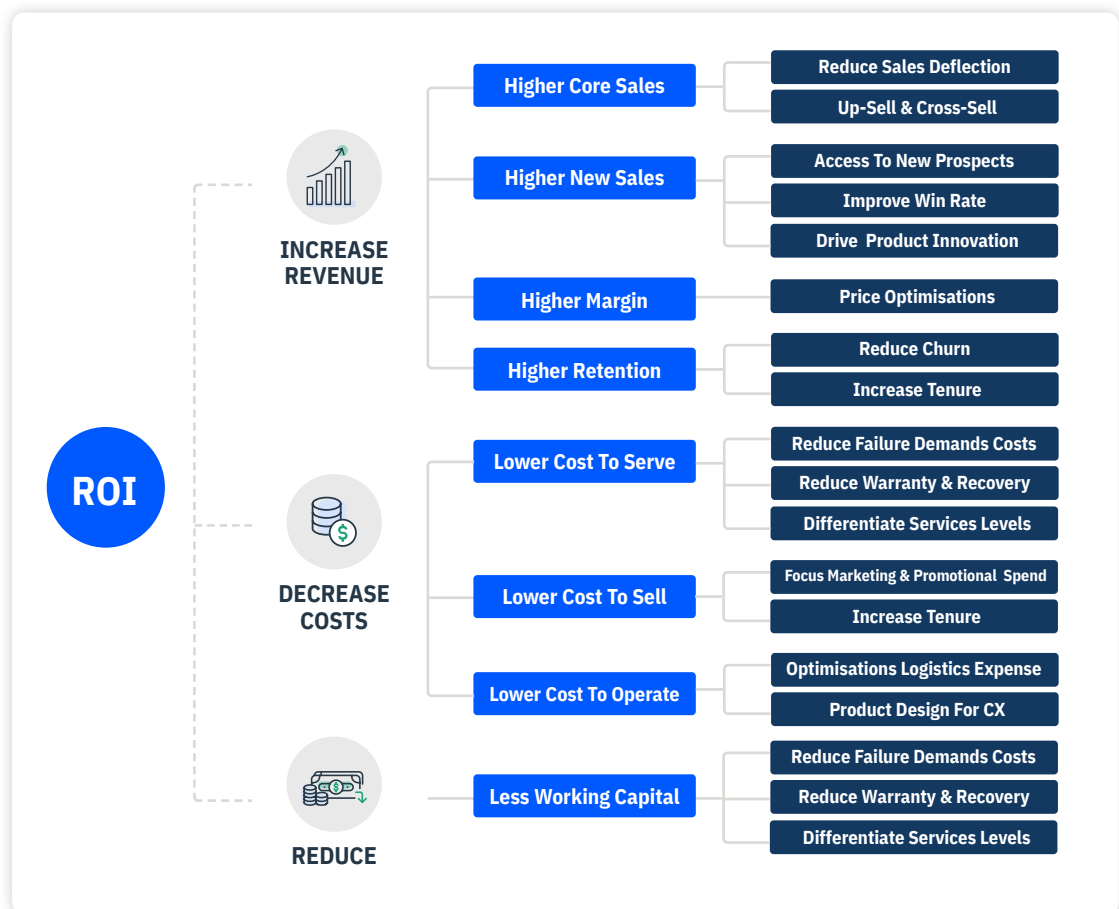 ROI
INCREASE
REVENUE
Higher Core Sales
Reduce Sales Deflection
Up-Sell & Cross-Sell
Higher New Sales
Access To New Prospects
Improve Win Rate
Drive Product Innovation
Higher Margin
Price Optimisations
Higher Retention
Reduce Churn
Increase Tenure
$
DECREASE
COSTS
Lower Cost To Serve
Reduce Failure Demands Costs
Reduce Warranty & Recovery
Differentiate Services Levels
Lower Cost To Sell
Focus Marketing & Promotional Spend
Increase Tenure
Lower Cost To Operate
Optimisations Logistics Expense
Product Design For CX
$
REDUCE
Less Working Capital
Reduce Failure Demands Costs
Reduce Warranty & Recovery
Differentiate Services Levels